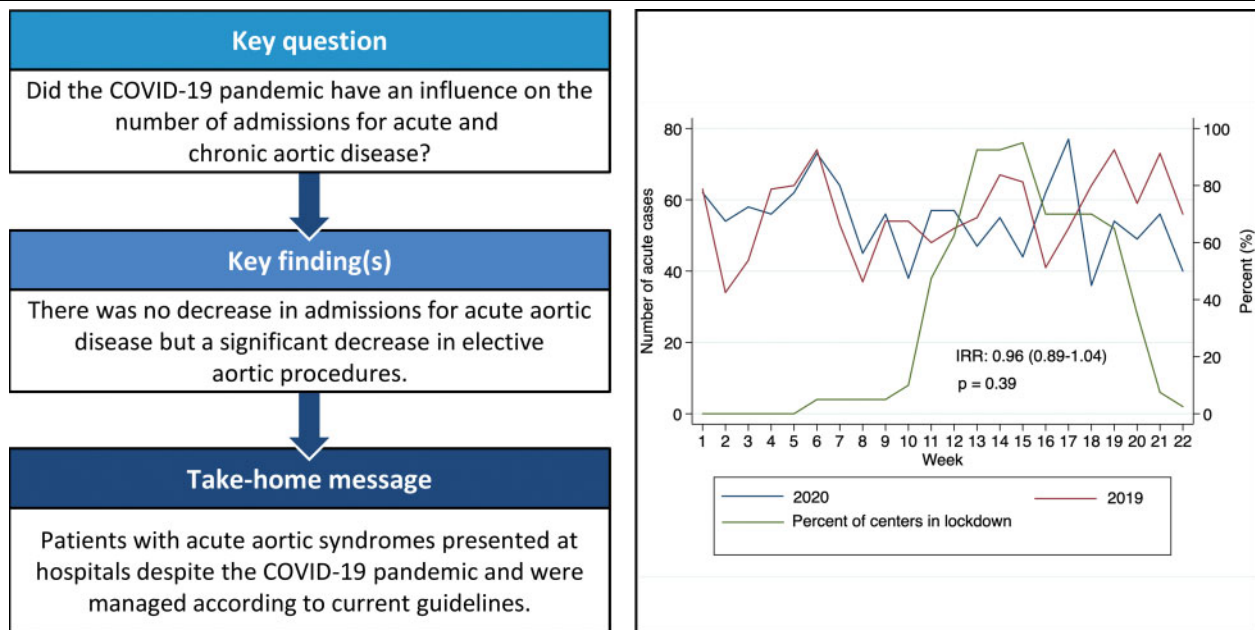 Key question
Did the COVID-19 pandemic have an influence on the
number of admissions for acute and
chronic aortic disease?
Key finding(s)
There was no decrease in admissions for acute aortic
disease but a significant decrease in elective
aortic procedures.
Take-home message
Patients with acute aortic syndromes presented at
hospitals despite the COVID-19 pandemic and were
managed according to current guidelines.
Number of acute cases
80
60
40
20
0
100
80
60
40
20
0
Percent (%)
IRR: 0.96 (0.89-1.04)
p = 0.39
1 2 3 4 5 6 7 8 9 10 11 12 13 14 15 16 17 18 19 20 21 22
Week
2020 2019
Percent of centers in lockdown